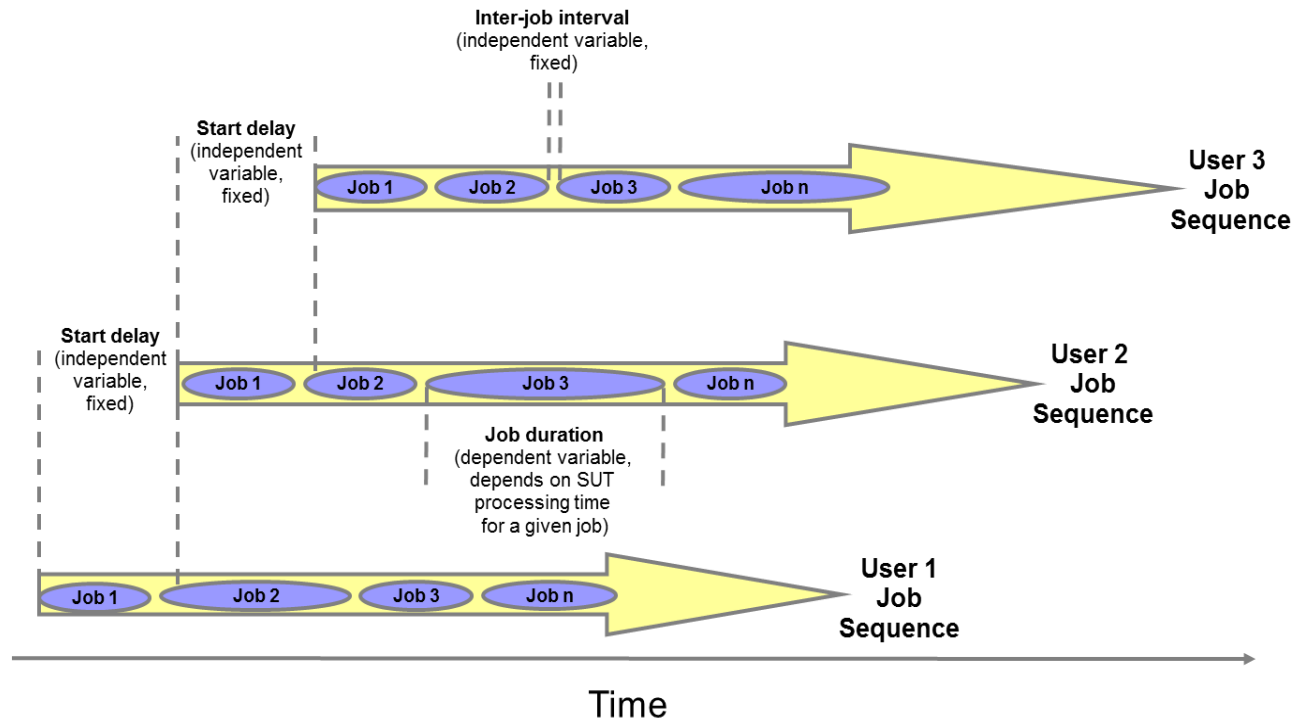 Inter-job interval
(independent variable,
fixed)
Start delay
(independent
variable,
fixed)
Job 1
Job 2
Job 3
Job n
User 3
Job
Sequence
Start delay
(independent
variable,
fixed)
Job 1
Job 2
Job 3
Job n
User 2
Job
Sequence
Job duration
(dependent variable,
depends on SUT
processing time
for a given job)
Job 1
Job 2
Job 3
Job n
User 1
Job
Sequence
Time